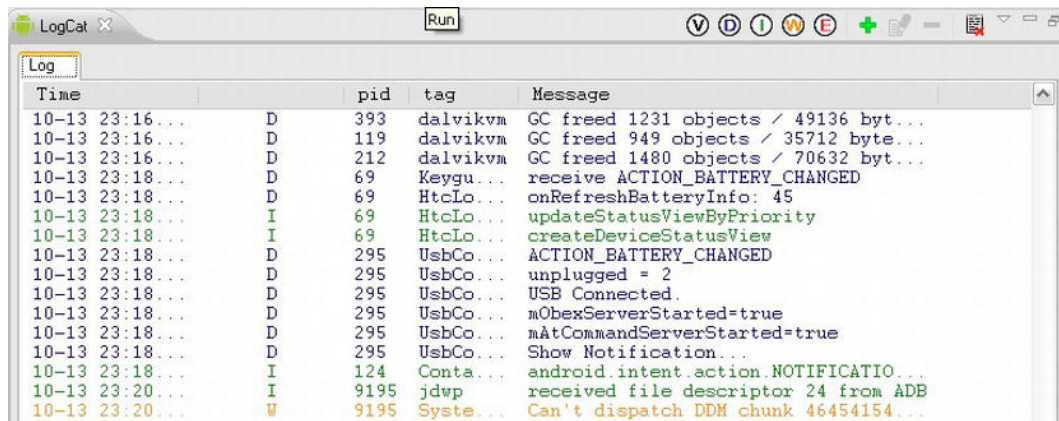 LogCat
Run
V D I W E
Log
Time pid tag Message
10-13 23:16... D 393 dalvikvm GC freed 1231 objects / 49136 byt...
10-13 23:16... D 119 dalvikvm GC freed 949 objects / 35712 byte...
10-13 23:16... D 212 dalvikvm GC freed 1480 objects / 70632 byt...
10-13 23:18... D 69 Keygu... receive ACTION_BATTERY_CHANGED
10-13 23:18... D 69 HtcLo... onRefreshBatteryInfo: 45
10-13 23:18... I 69 HtcLo... updateStatusViewByPriority
10-13 23:18... I 69 HtcLo... createDeviceStatusView
10-13 23:18... D 295 UsbCo... ACTION_BATTERY_CHANGED
10-13 23:18... D 295 UsbCo... unplugged = 2
10-13 23:18... D 295 UsbCo... USB Connected.
10-13 23:18... D 295 UsbCo... mObexServerStarted=true
10-13 23:18... D 295 UsbCo... mAtCommandServerStarted=true
10-13 23:18... D 295 UsbCo... Show Notification...
10-13 23:18... I 124 Conta... android.intent.action.NOTIFICATIO...
10-13 23:20... I 9195 jdwp received file descriptor 24 from ADB
10-13 23:20... W 9195 Syste... Can't dispatch DDM chunk 46454154...